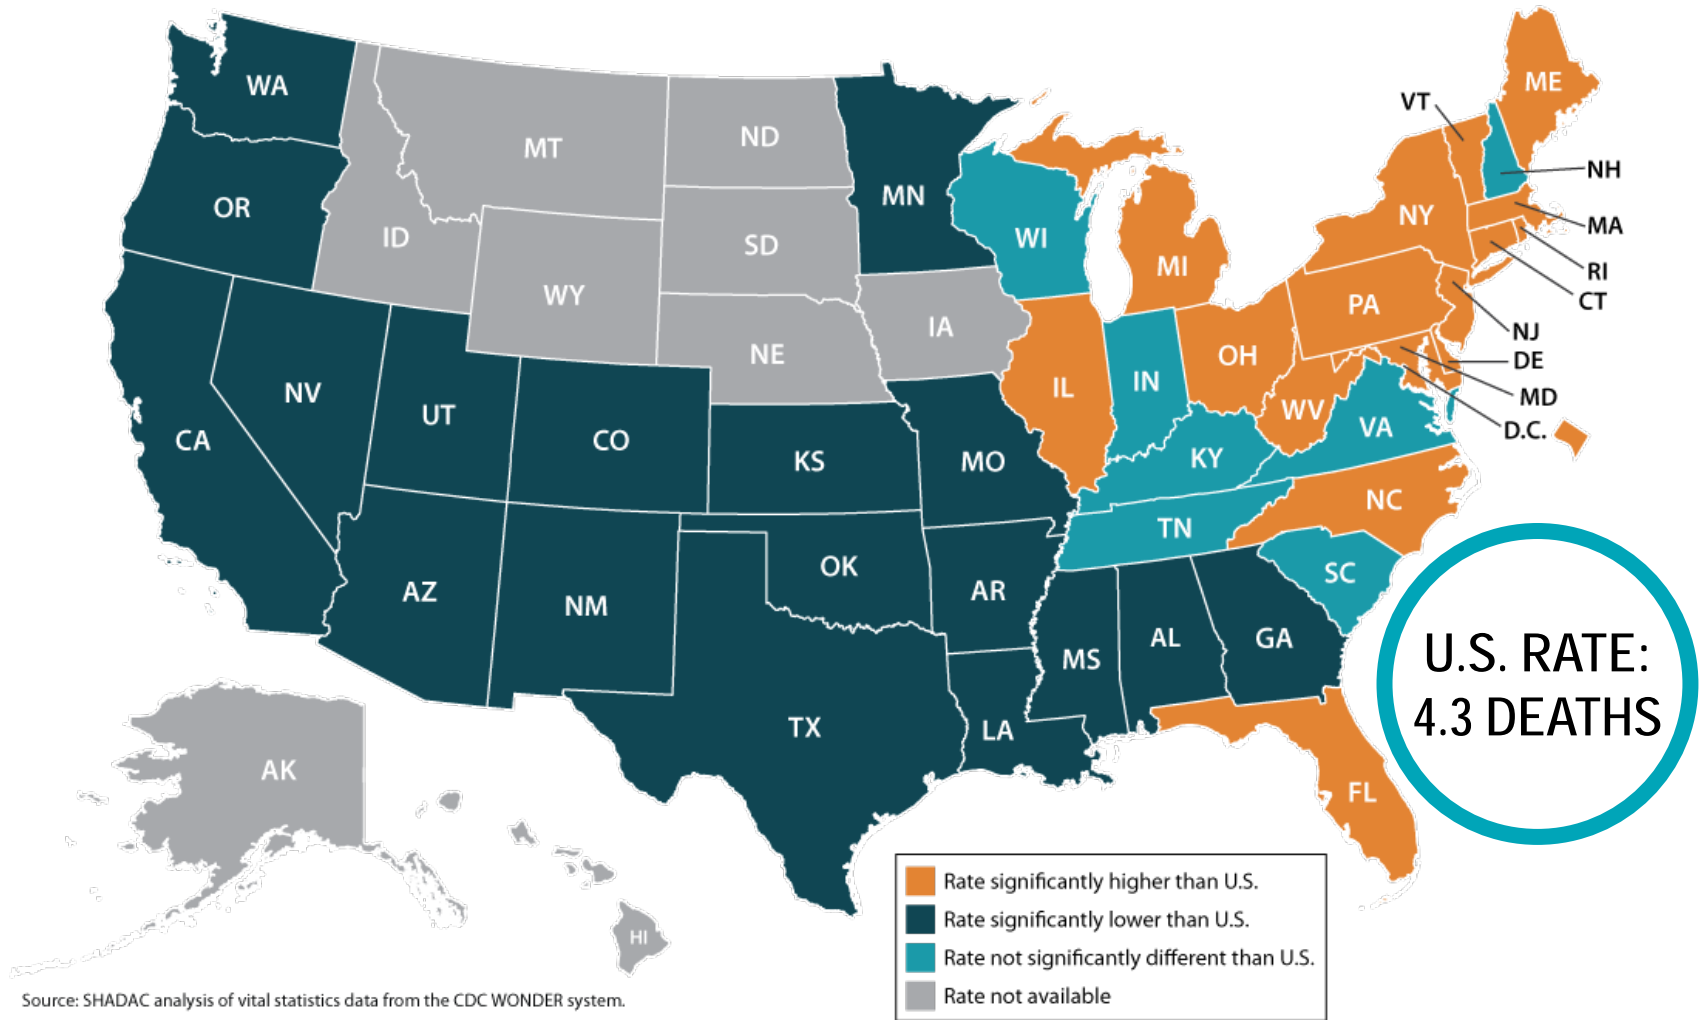 WA
OR
CA
NV
ID
MT
WY
UT
CO
AZ
NM
ND
SD
NE
KS
OK
TX
MN
IA
MO
AR
LA
WI
IL
MI
IN
OH
KY
TN
MS
AL
GA
FL
SC
NC
VA
WV
PA
NY
VT
ME
NH
MA
RI
CT
NJ
DE
MD
D.C.
AK
HI
U.S. RATE:
4.3 DEATHS
Rate significantly higher than U.S.
Rate significantly lower than U.S.
Rate not significantly different than U.S.
Rate not available
Source: SHADAC analysis of vital statistics data from the CDC WONDER system.